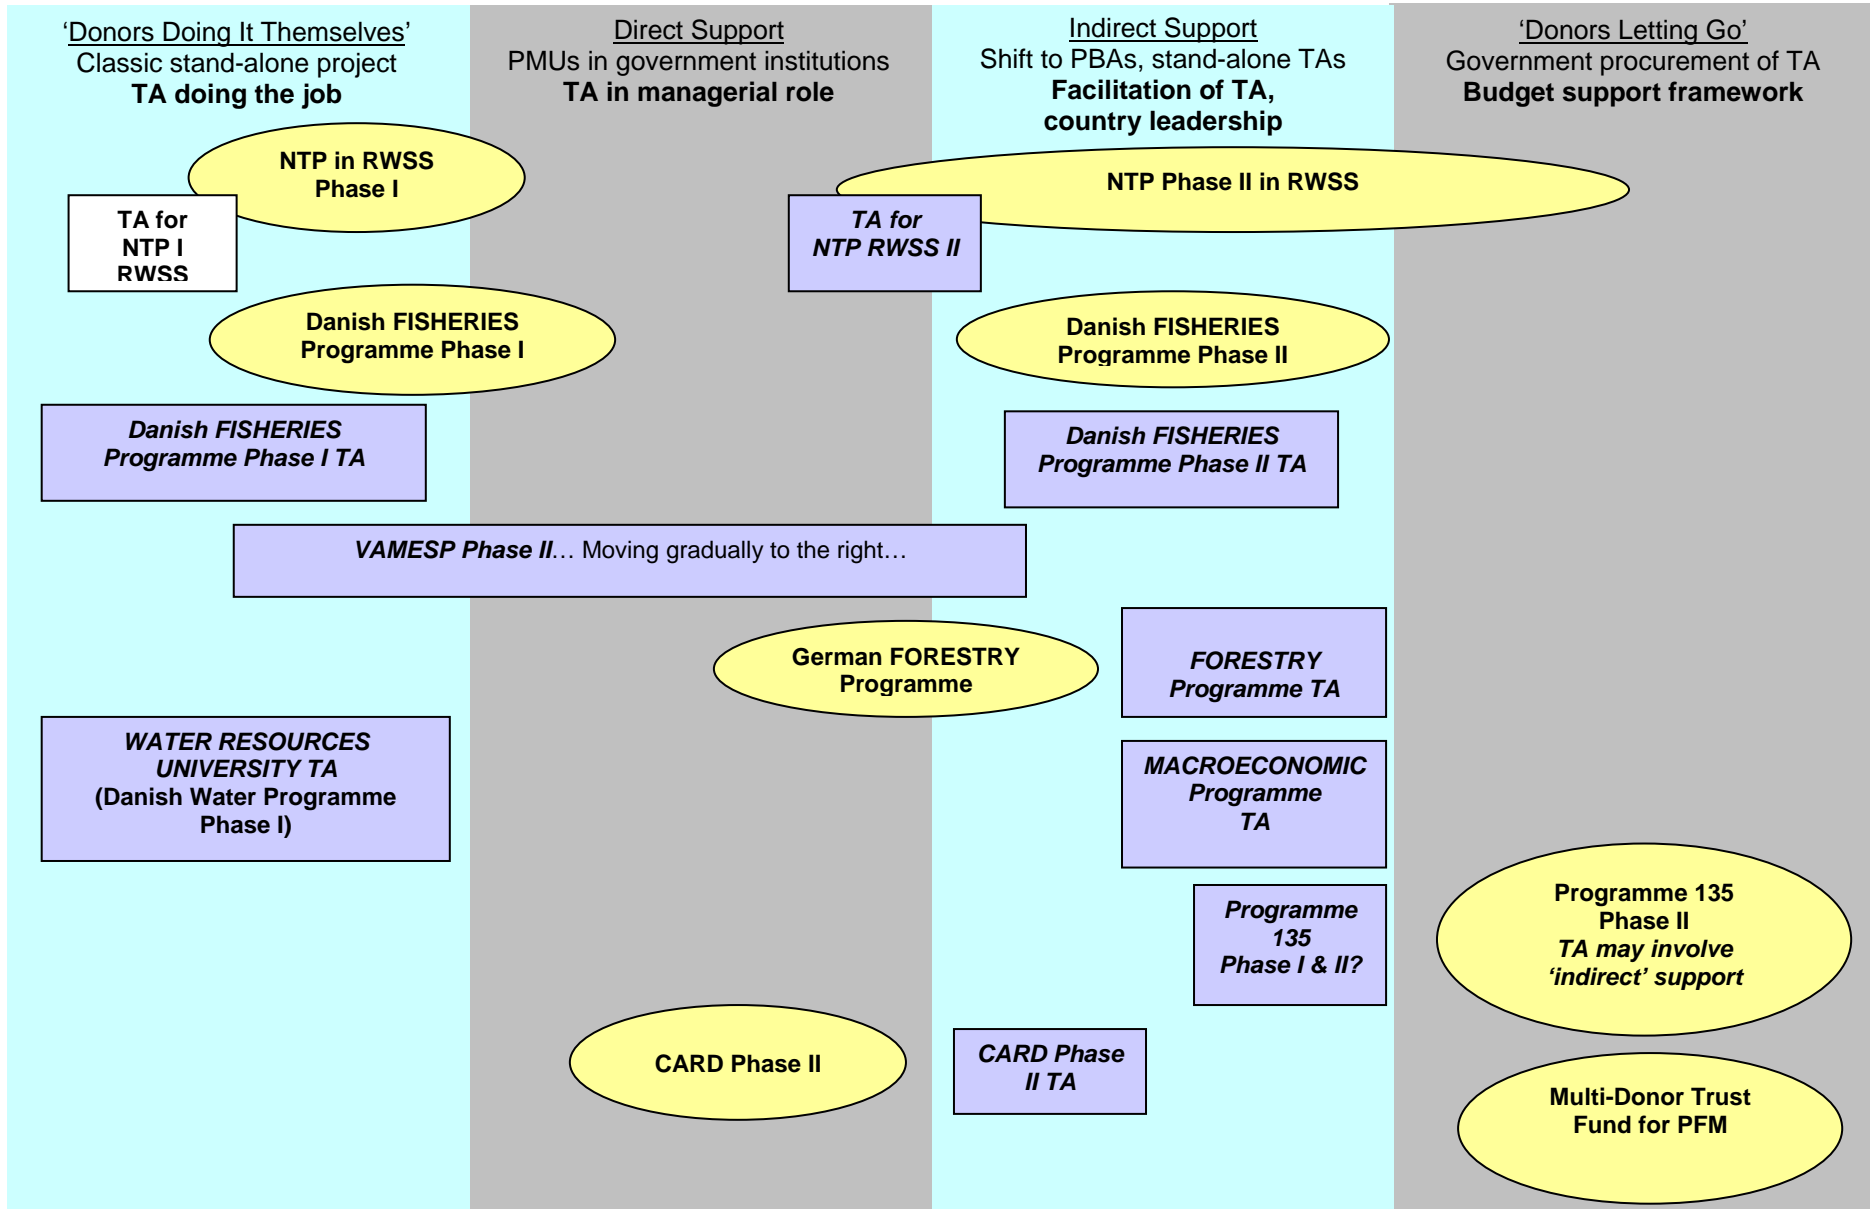 ‘Donors Doing It Themselves’
Classic stand-alone project
TA doing the job
Direct Support
PMUs in government institutions
TA in managerial role
Indirect Support
Shift to PBAs, stand-alone TAs
Facilitation of TA,
country leadership
‘Donors Letting Go’
Government procurement of TA
Budget support framework
NTP in RWSS
Phase I
NTP Phase II in RWSS
TA for
NTP I
RWSS
TA for
NTP RWSS II
Danish FISHERIES
Programme Phase I
Danish FISHERIES
Programme Phase II
Danish FISHERIES
Programme Phase I TA
Danish FISHERIES
Programme Phase II TA
VAMESP Phase II… Moving gradually to the right…
German FORESTRY
Programme
FORESTRY
Programme TA
WATER RESOURCES
UNIVERSITY TA
(Danish Water Programme
Phase I)
MACROECONOMIC
Programme
TA
Programme
135
Phase I & II?
Programme 135
Phase II
TA may involve
‘indirect’ support
CARD Phase II
CARD Phase
II TA
Multi-Donor Trust
Fund for PFM